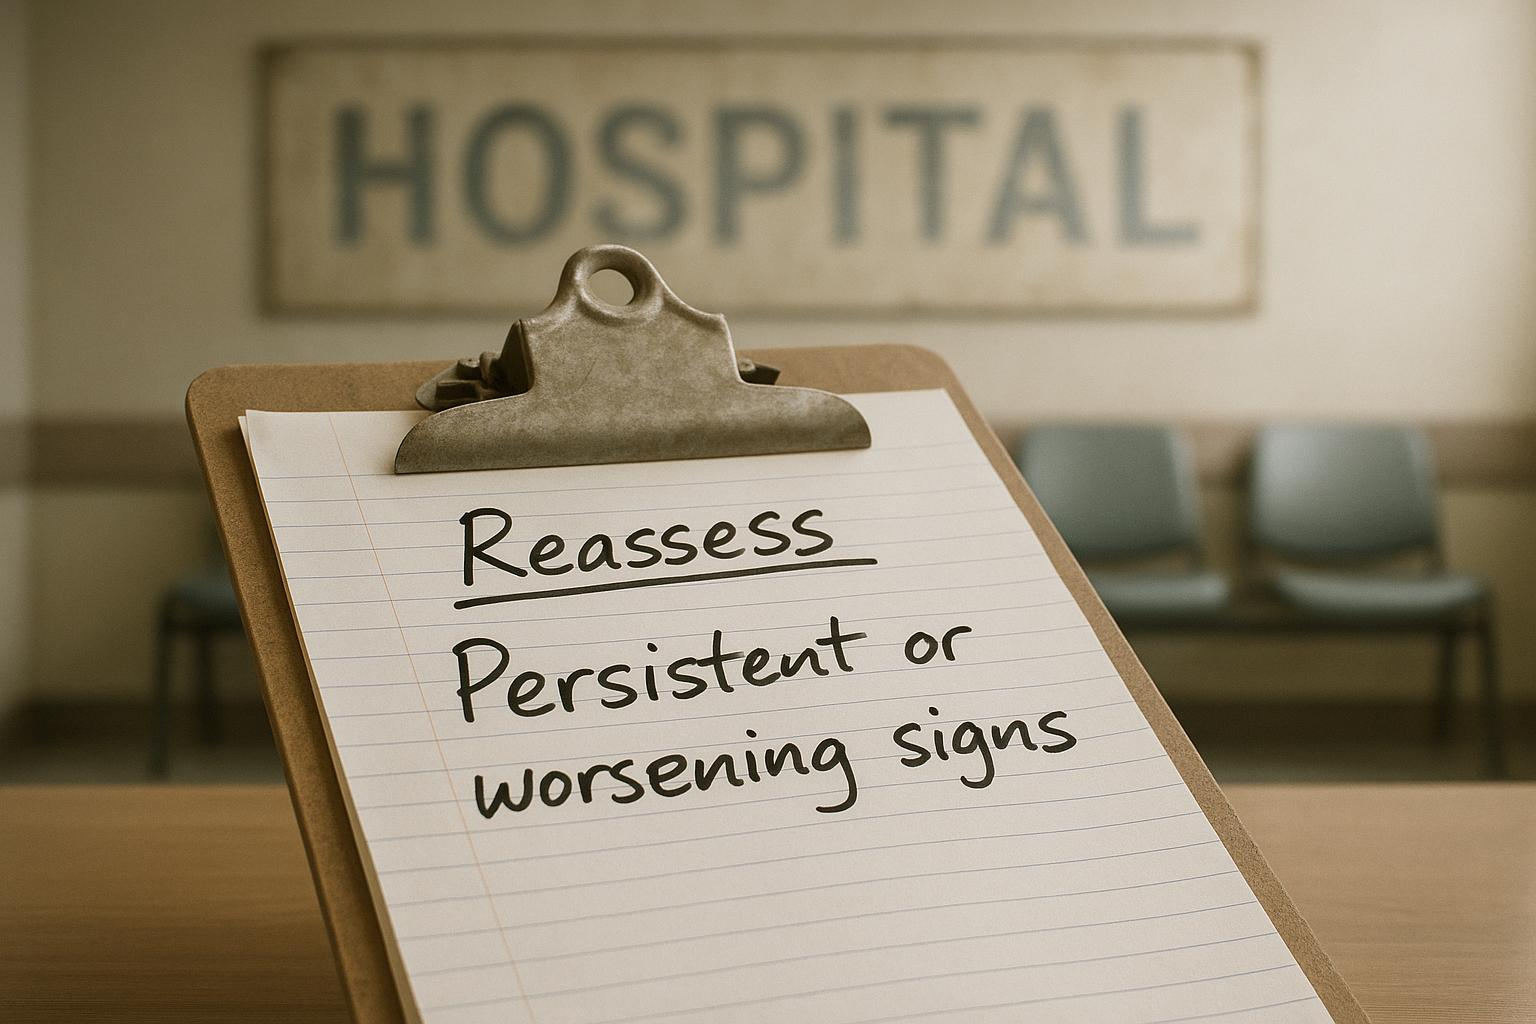 HOSPITAL
Reassess
Persistent or
worsening signs